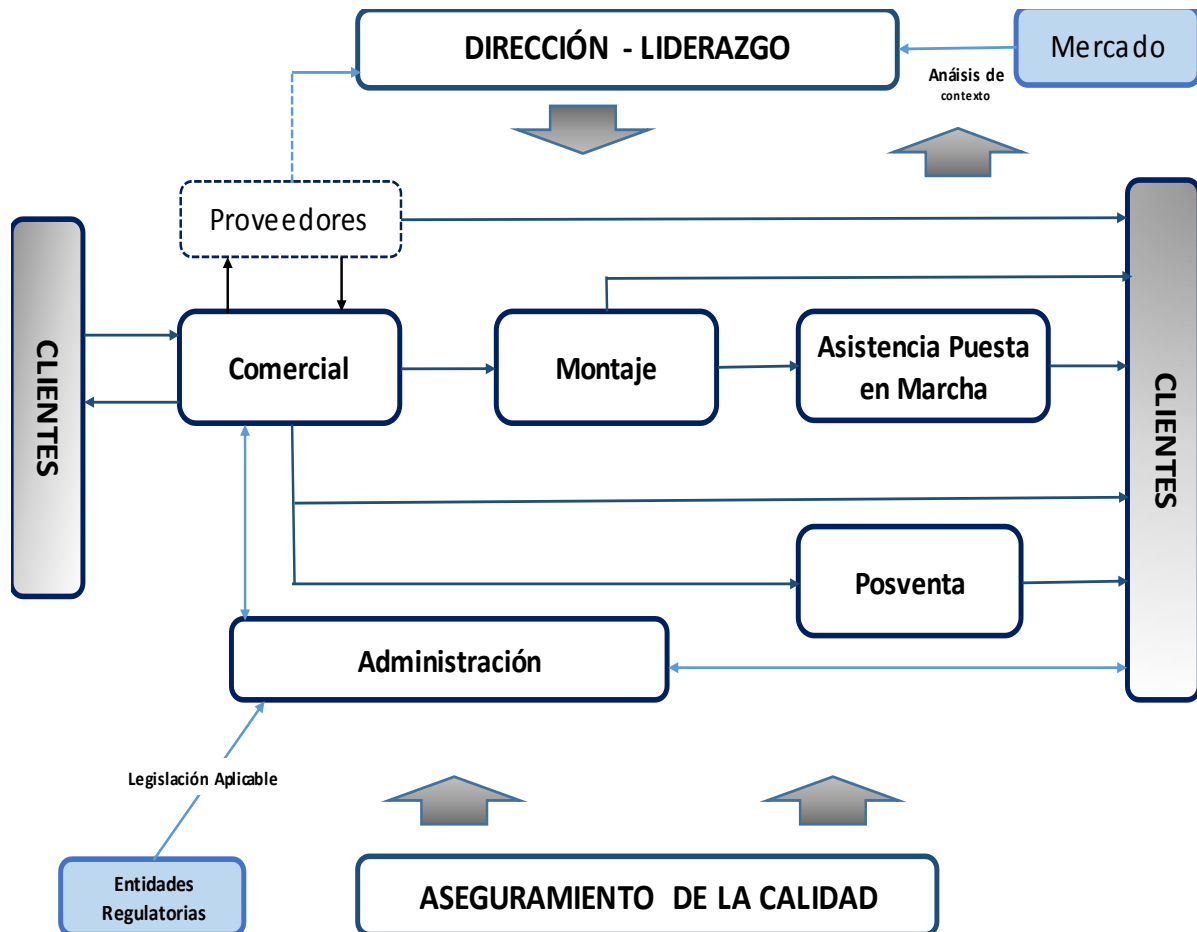 DIRECCIÓN - LIDERAZGO
Mercado
Anáisis de
contexto
Proveedores
CLIENTES
Comercial
Montaje
Asistencia Puesta
en Marcha
CLIENTES
Posventa
Administración
Legislación Aplicable
Entidades
Regulatorias
ASEGURAMIENTO DE LA CALIDAD